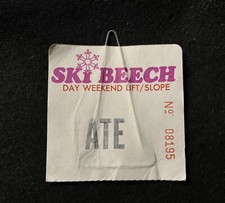 SKI BEECH
DAY WEEKEND LIFT/SLOPE
ATE
No 08195